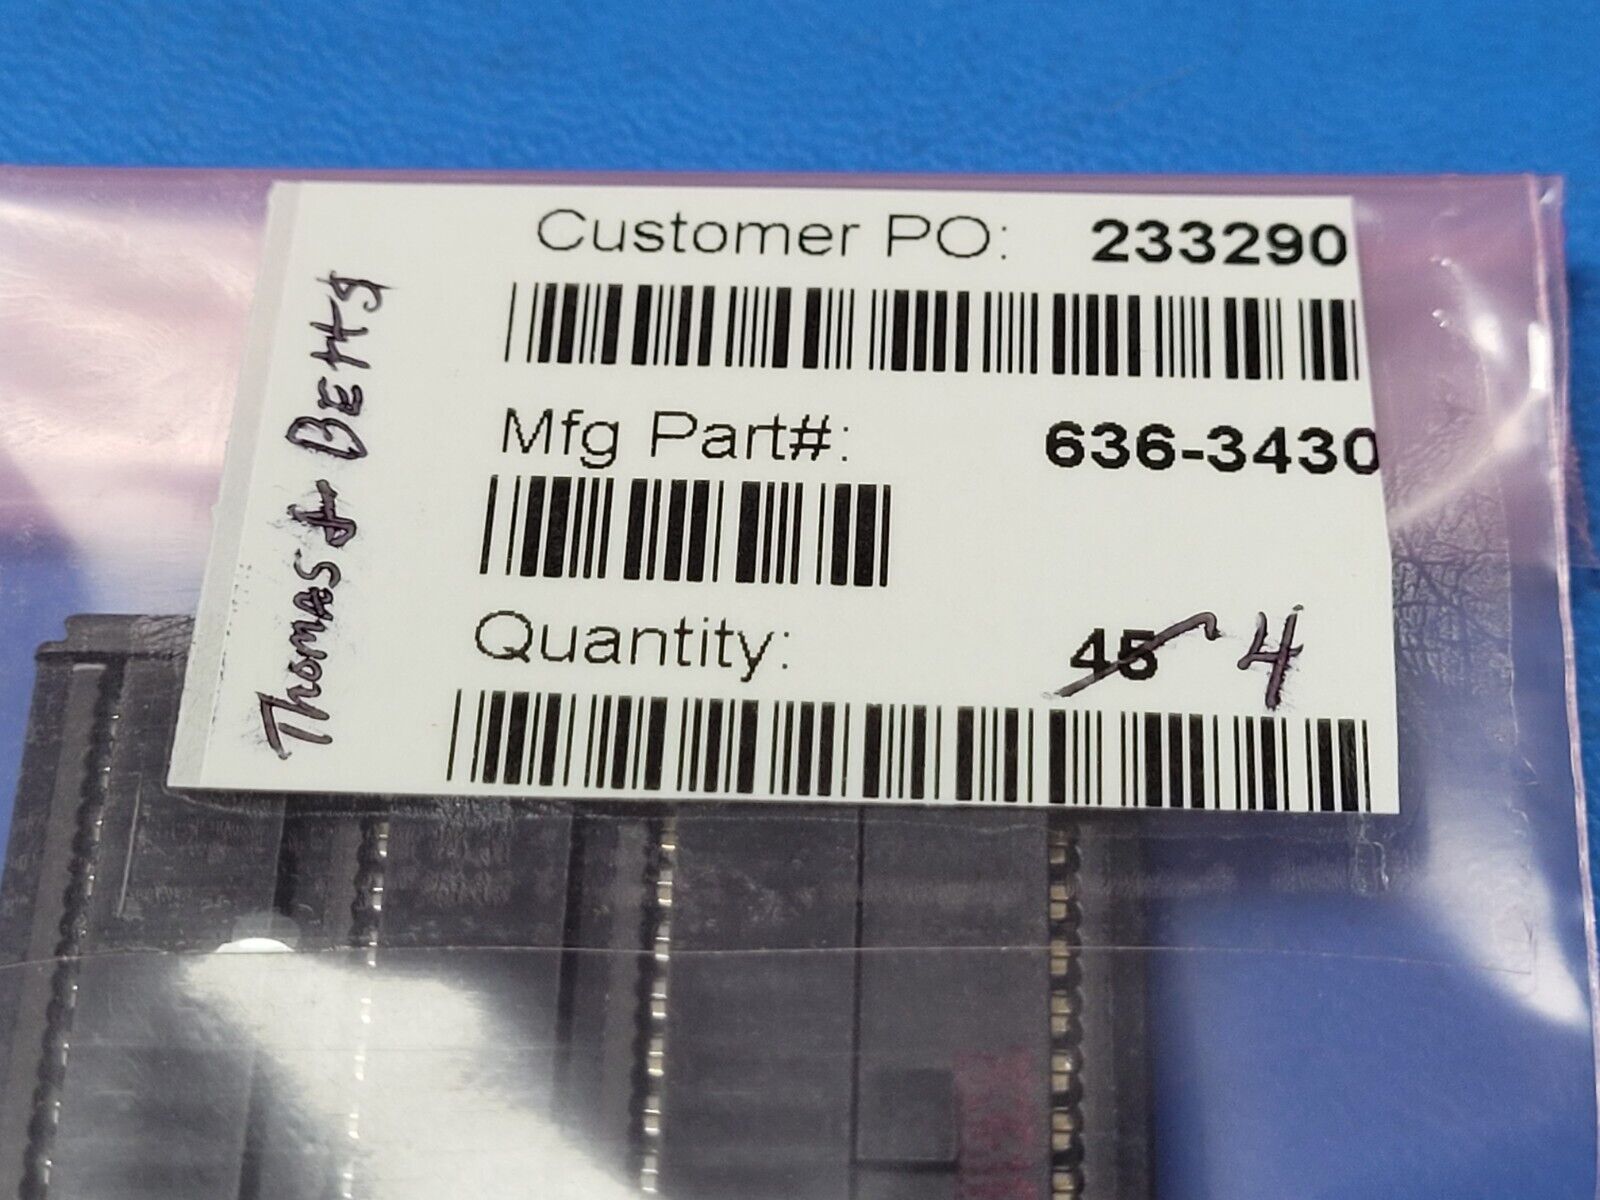 Customer PO: 233290
Mfg Part#: 636-3430
Quantity: 45 4
Thomas & BEttS